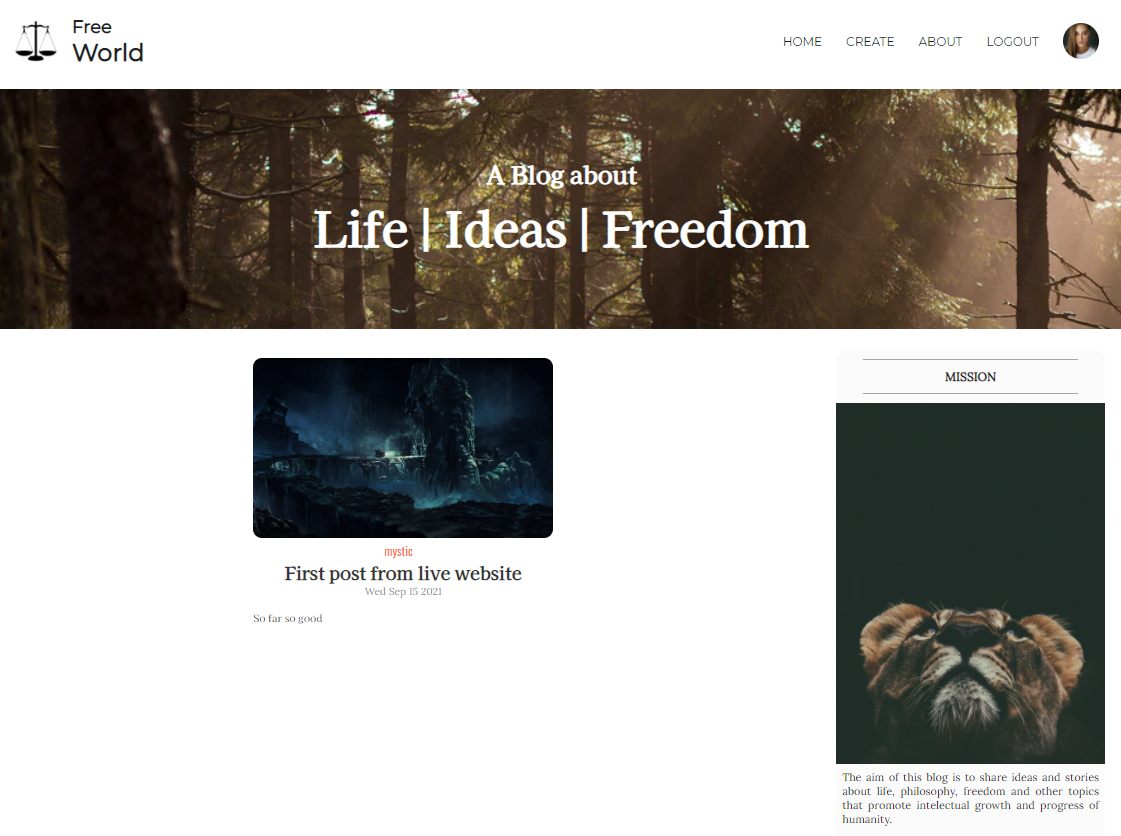 Free
World
HOME CREATE ABOUT LOGOUT
A Blog about
Life | Ideas | Freedom
mystic
First post from live website
Wed Sep 15 2021
So far so good
MISSION
The aim of this blog is to share ideas and stories
about life, philosophy, freedom and other topics
that promote intelectual growth and progress of
humanity.